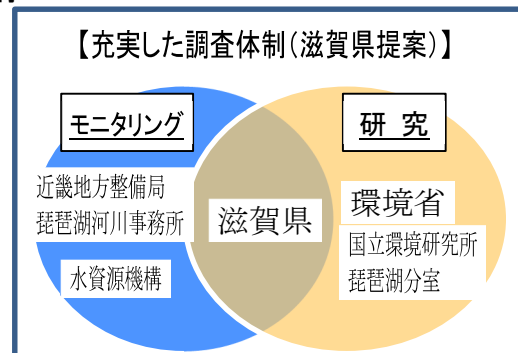 【充実した調査体制(滋賀県提案)】
モニタリング
研 究
近畿地方整備局
琵琶湖河川事務所
水資源機構
滋賀県
環境省
国立環境研究所
琵琶湖分室